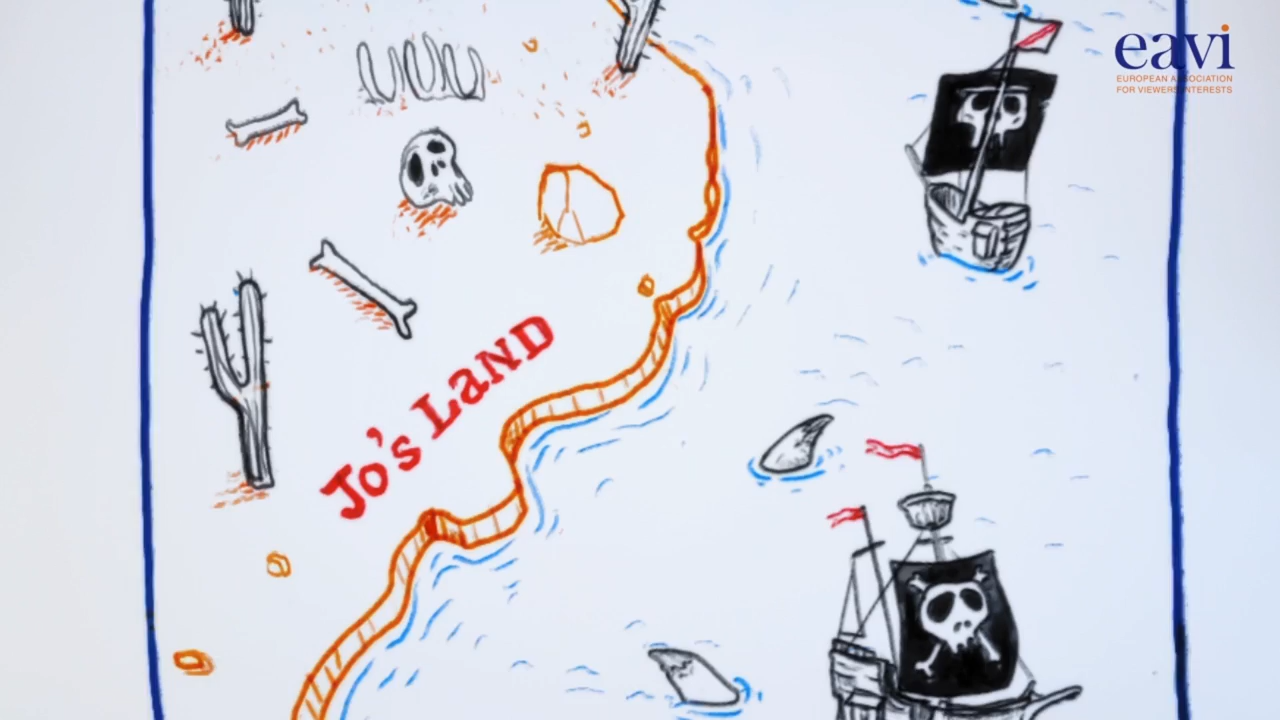 eavi
EUROPEAN ASSOCIATION
FOR VIEWERS INTERESTS
Jo's LaND